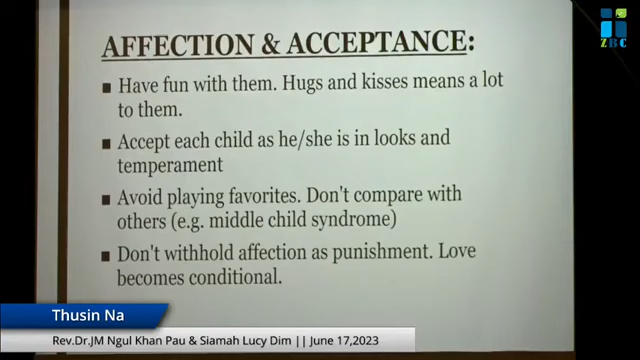 ZBC
AFFECTION & ACCEPTANCE:
■ Have fun with them. Hugs and kisses means a lot
to them.
■ Accept each child as he/she is in looks and
temperament
■ Avoid playing favorites. Don't compare with
others (e.g. middle child syndrome)
■ Don't withhold affection as punishment. Love
becomes conditional.
Thusin Na
Rev.Dr.JM Ngul Khan Pau & Siamah Lucy Dim || June 17,2023